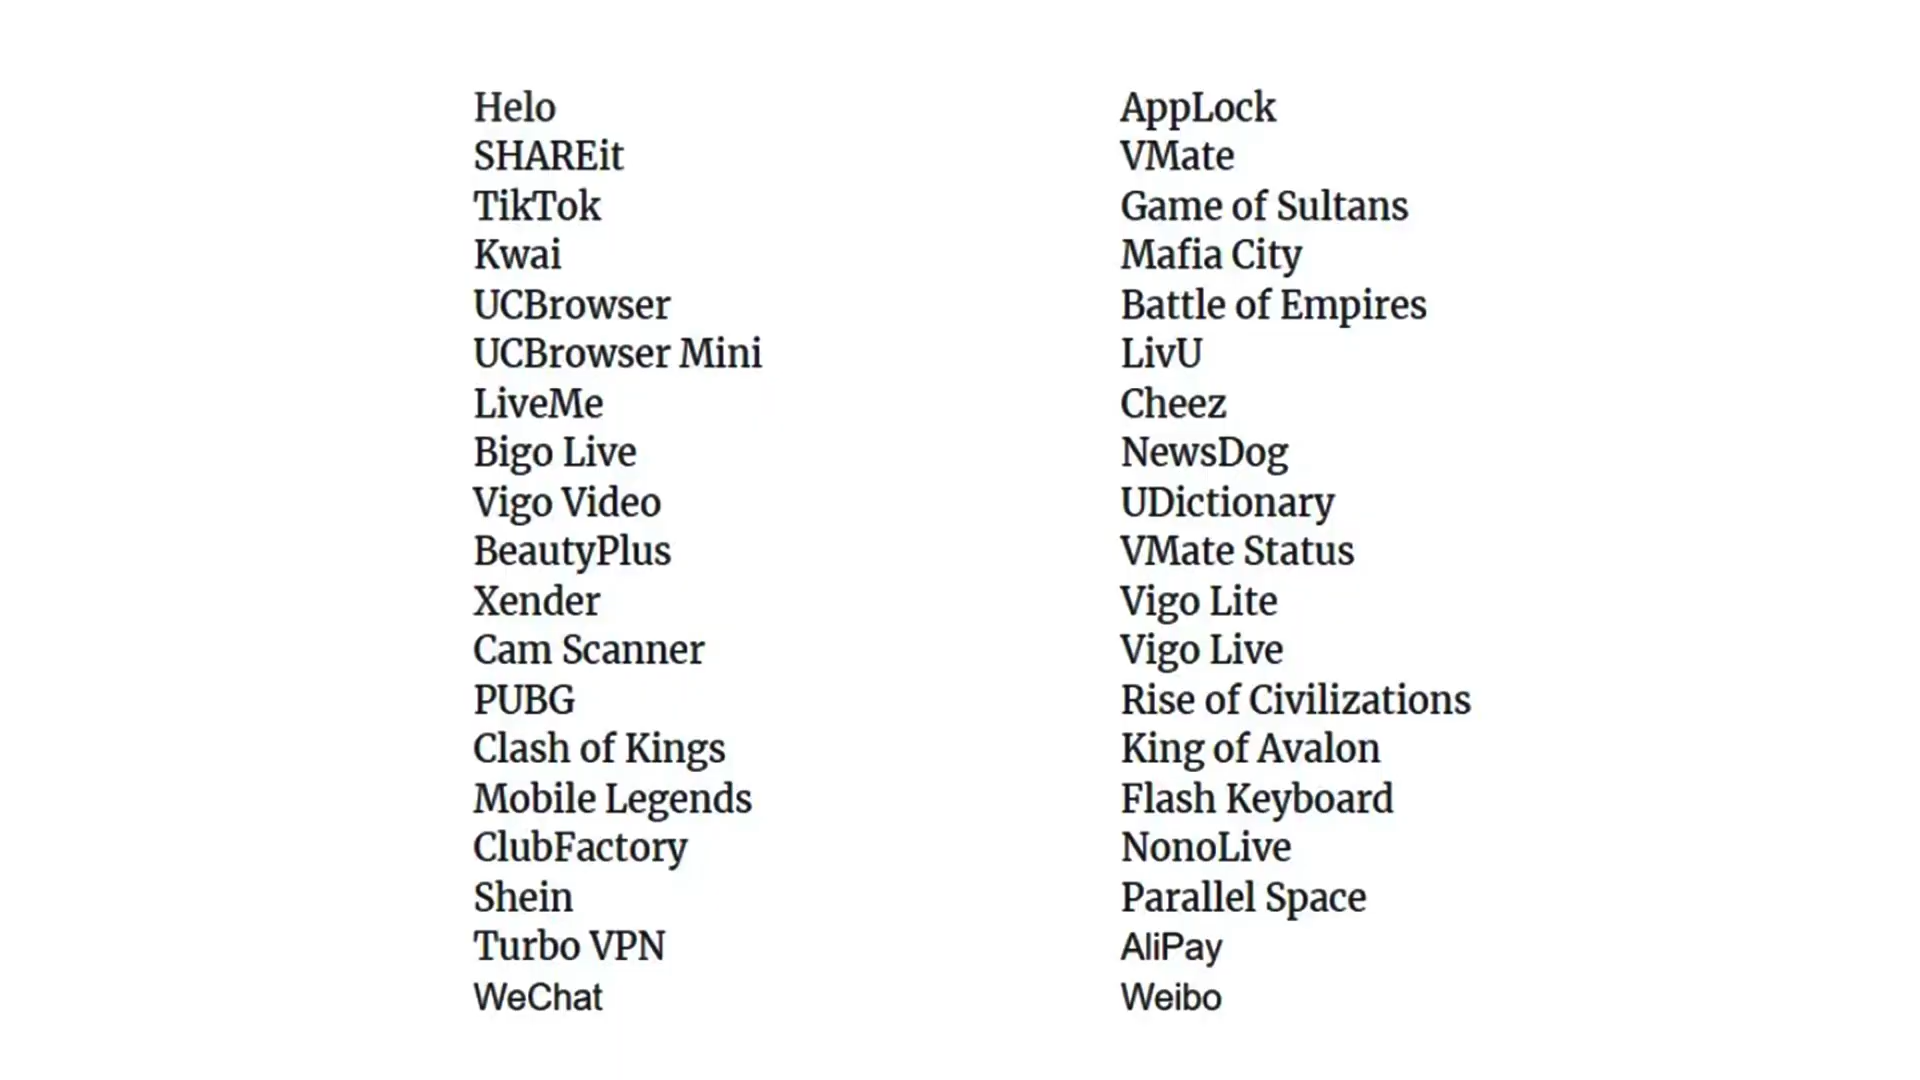 Helo
SHAREit
TikTok
Kwai
UCBrowser
UCBrowser Mini
LiveMe
Bigo Live
Vigo Video
BeautyPlus
Xender
Cam Scanner
PUBG
Clash of Kings
Mobile Legends
ClubFactory
Shein
Turbo VPN
WeChat
AppLock
VMate
Game of Sultans
Mafia City
Battle of Empires
LivU
Cheez
NewsDog
UDictionary
VMate Status
Vigo Lite
Vigo Live
Rise of Civilizations
King of Avalon
Flash Keyboard
NonoLive
Parallel Space
AliPay
Weibo